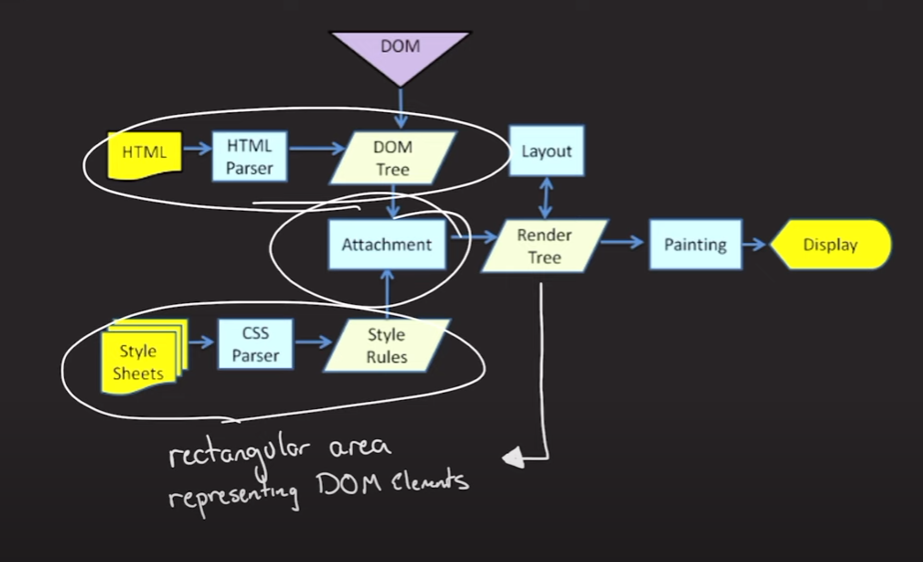 DOM
HTML
HTML
Parser
DOM
Tree
Layout
Attachment
Render
Tree
Painting
Display
Style
Sheets
CSS
Parser
Style
Rules
rectangular area
representing DOM Elements